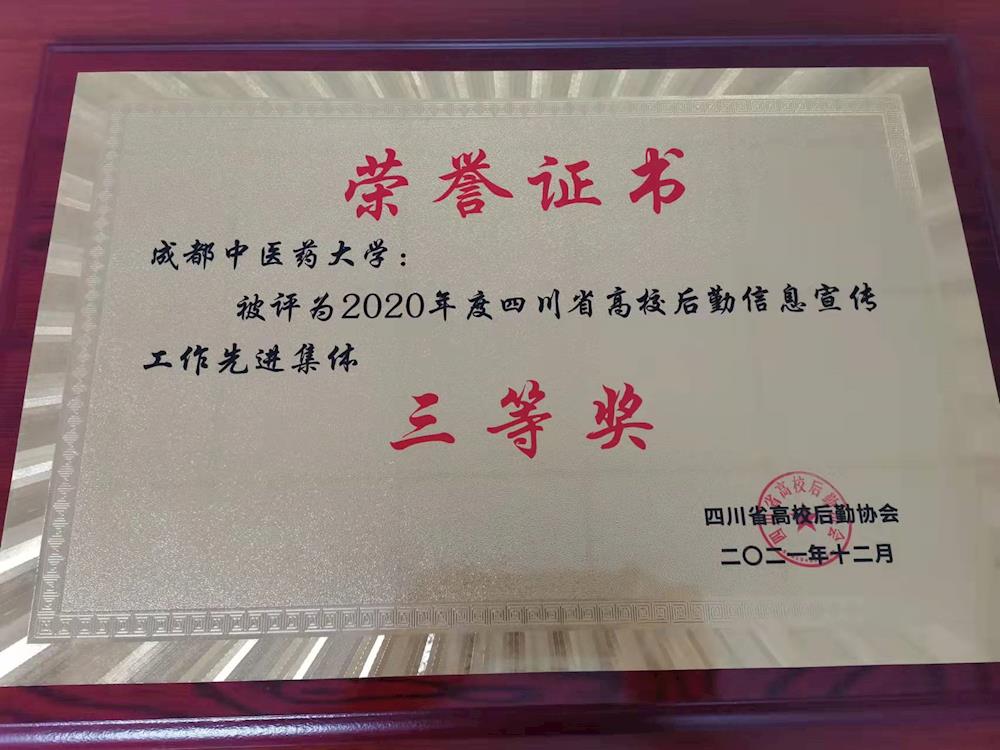 荣誉证书
成都中医药大学：
被评为2020年度四川省高校后勤信息宣传
工作先进集体
三等奖
四川省高校后勤协会
二〇二一年十二月